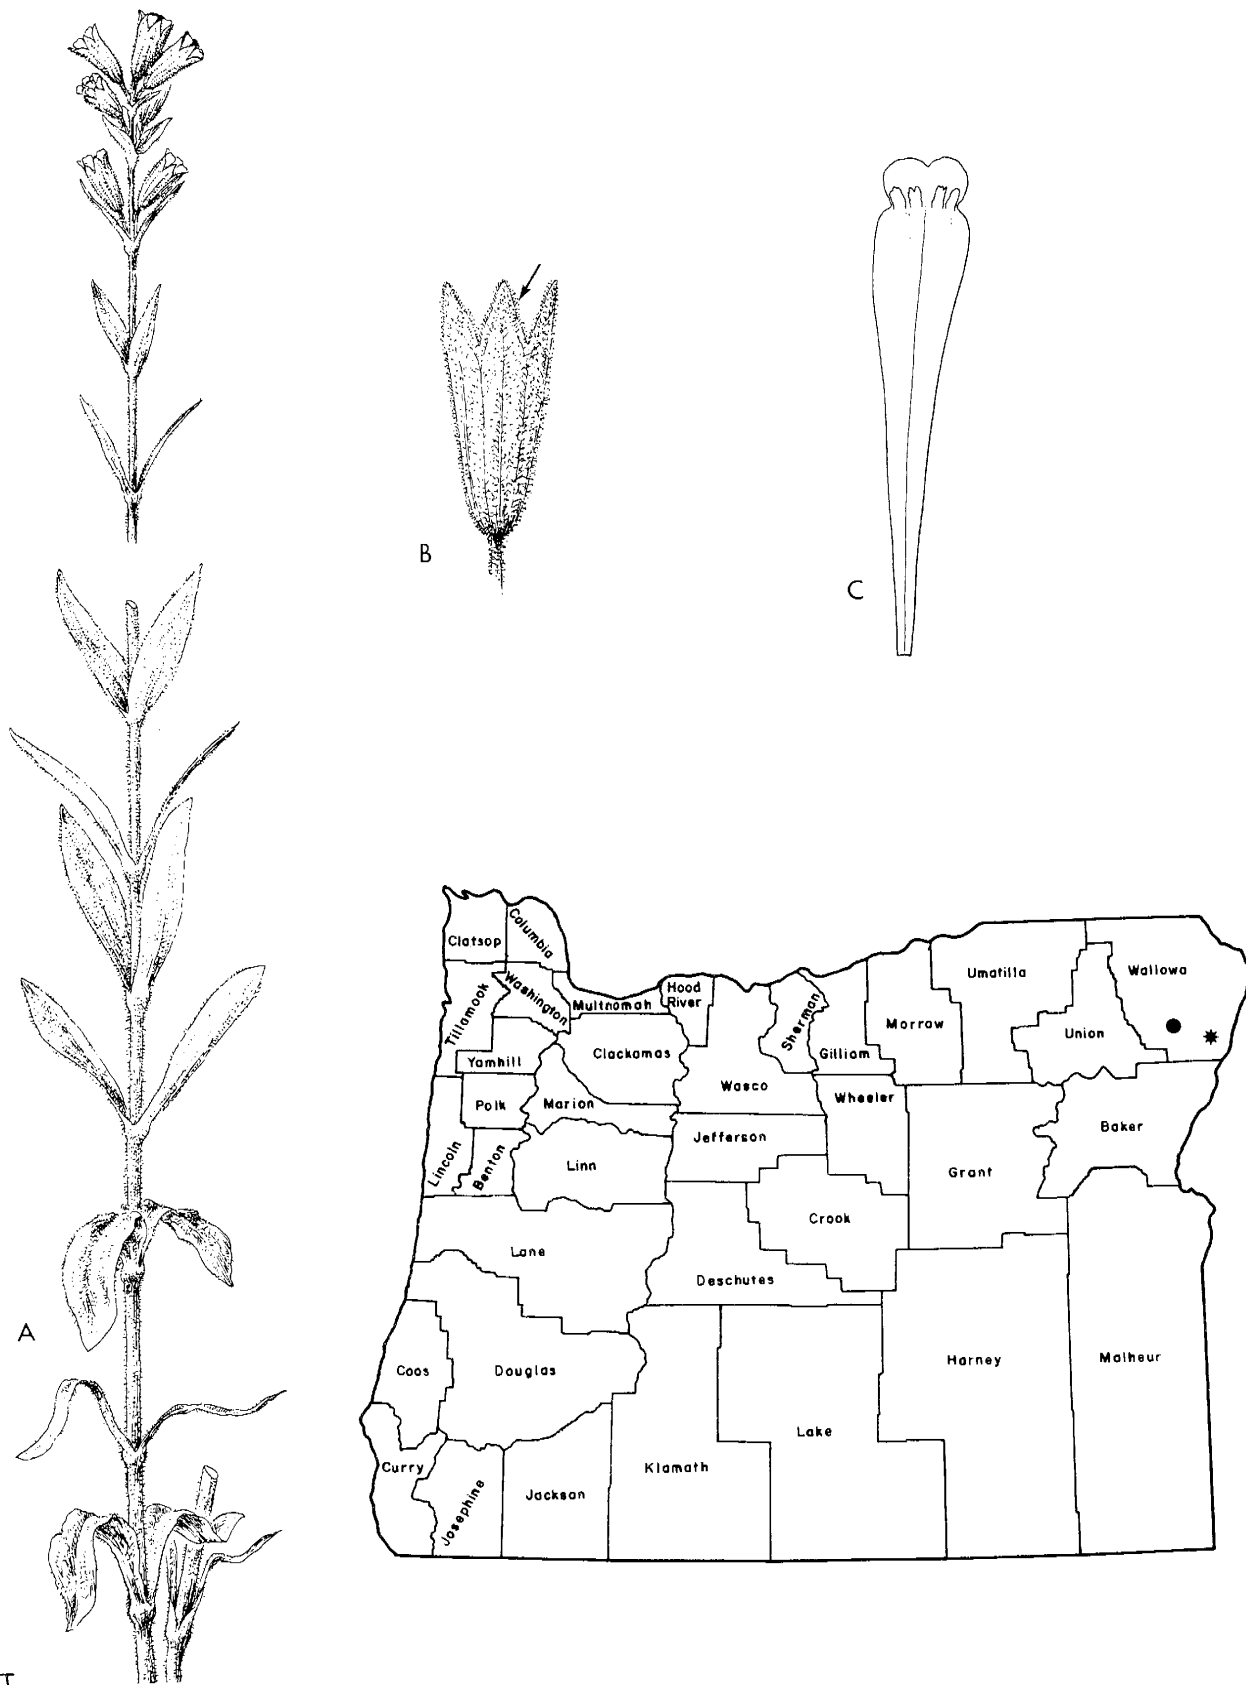 B
C
A
Clatsop
Columbia
Tillamook
Washington
Multnomah
Hood
River
Sherman
Gilliam
Morrow
Umatilla
Union
Wallowa
Yamhill
Clackamas
Wasco
Wheeler
Polk
Marion
Jefferson
Baker
Lincoln
Benton
Linn
Grant
Crook
Lane
Deschutes
Coos
Douglas
Harney
Malheur
Curry
Josephine
Jackson
Klamath
Lake